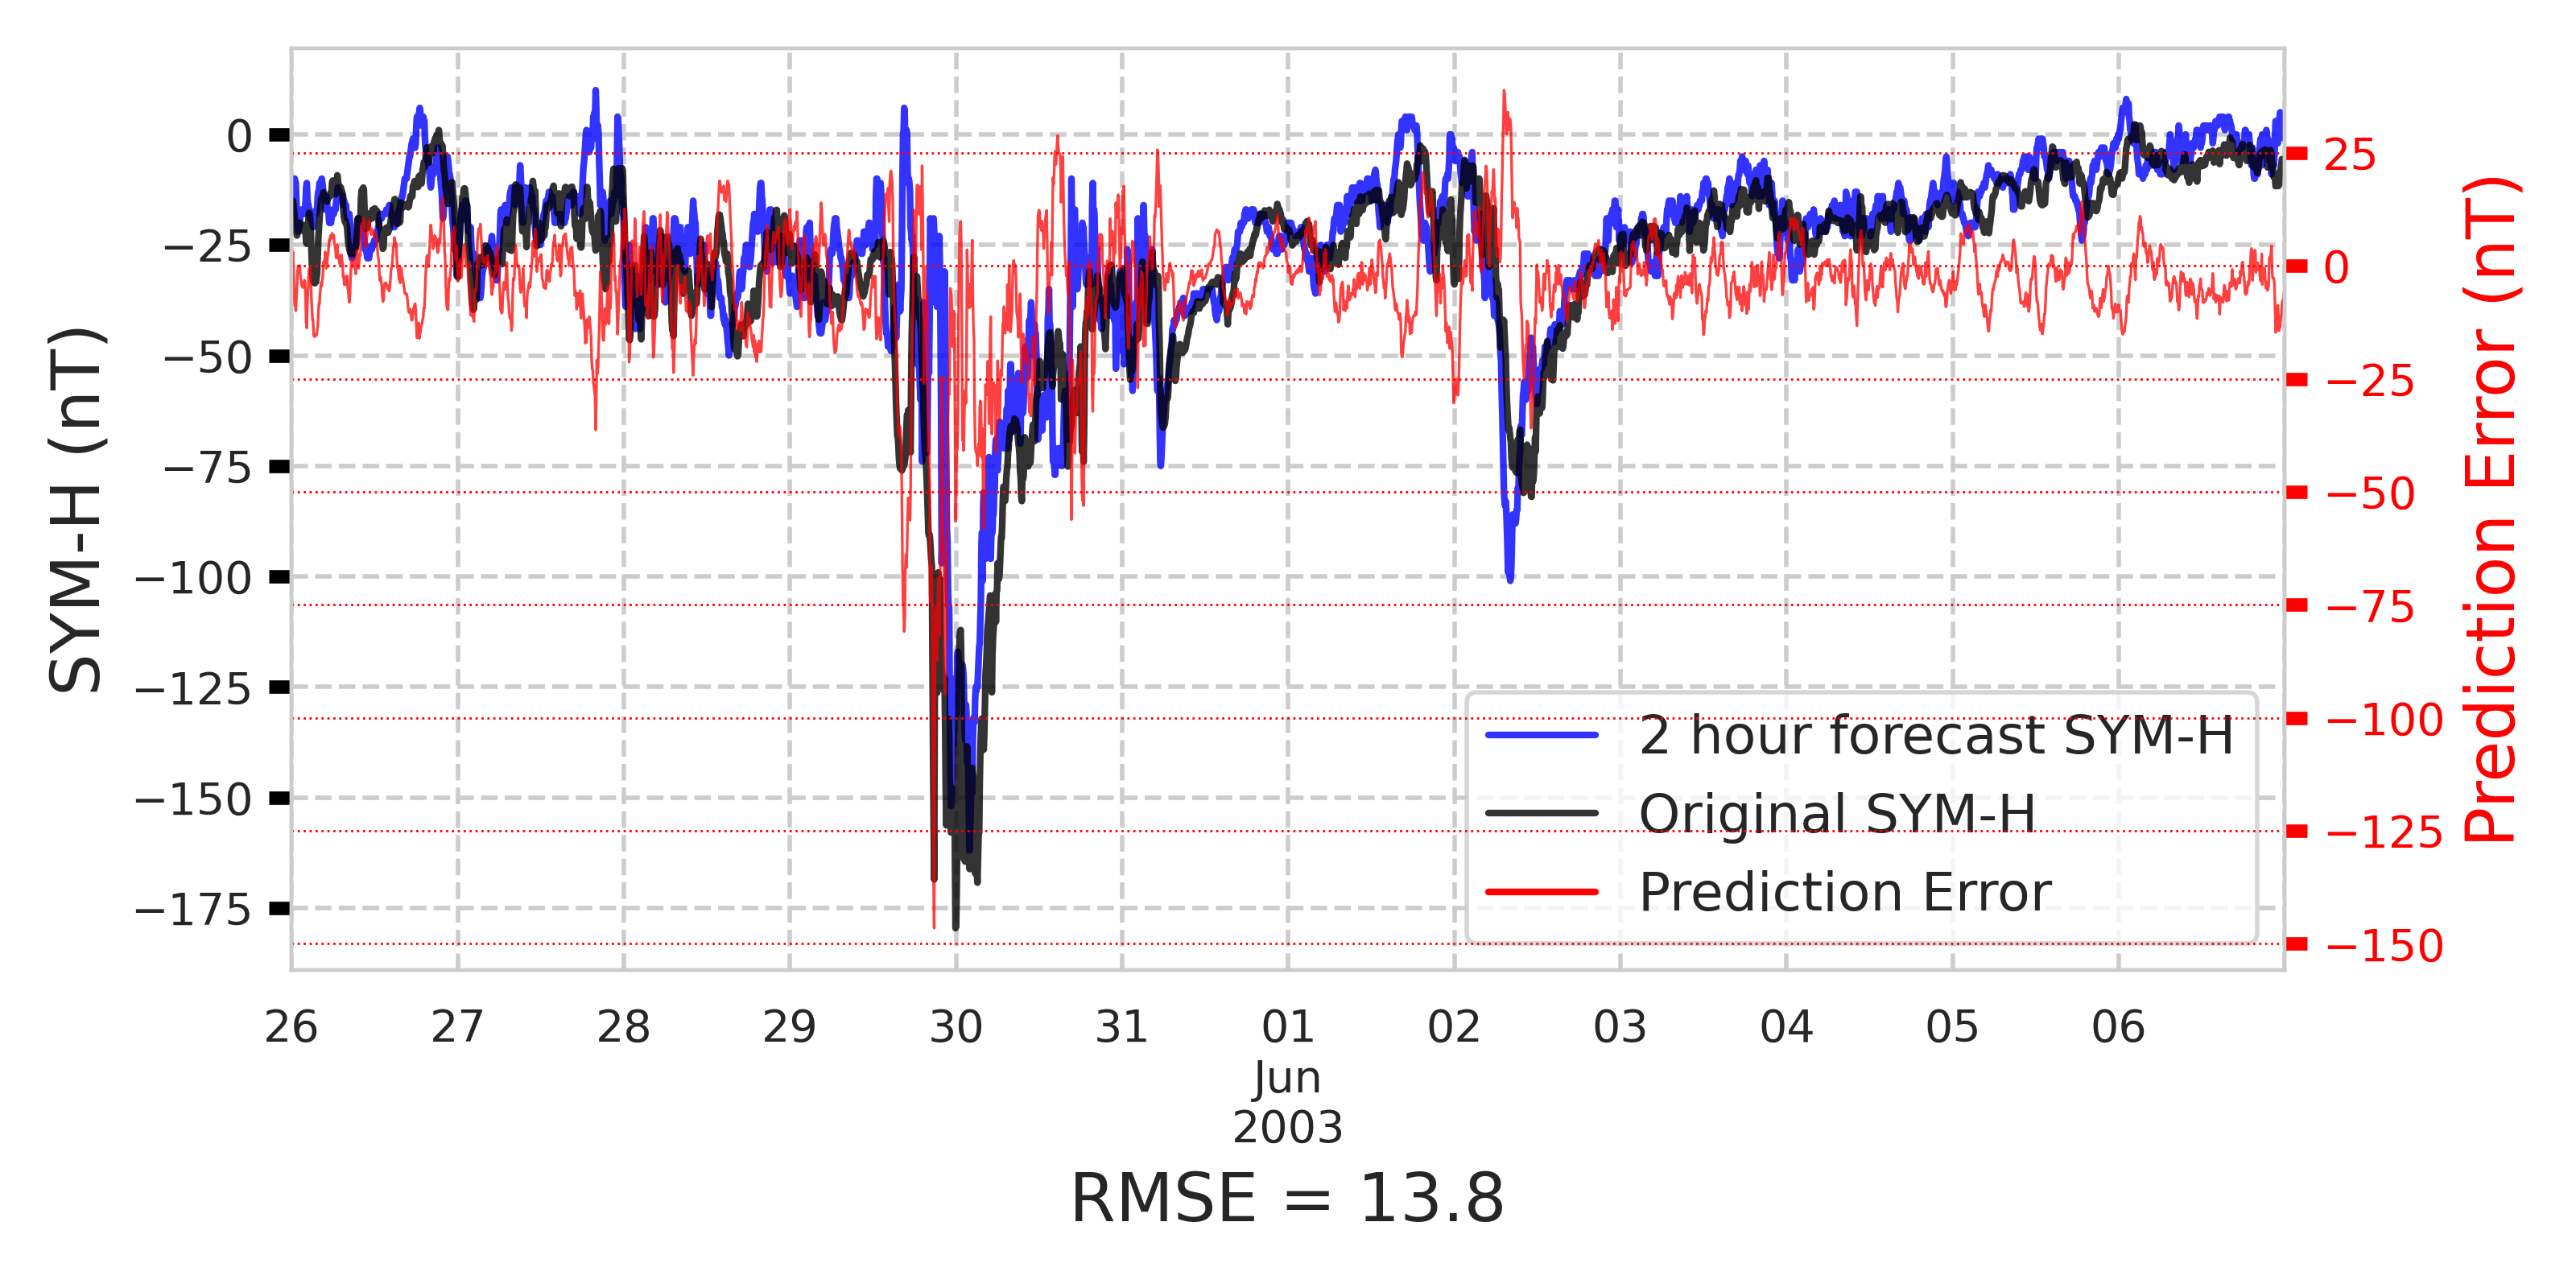 SYM-H (nT)
0
−25
−50
−75
−100
−125
−150
−175
25
0
−25
−50
−75
−100
−125
−150
Prediction Error (nT)
2 hour forecast SYM-H
Original SYM-H
Prediction Error
26 27 28 29 30 31 01 02 03 04 05 06
Jun
2003
RMSE = 13.8